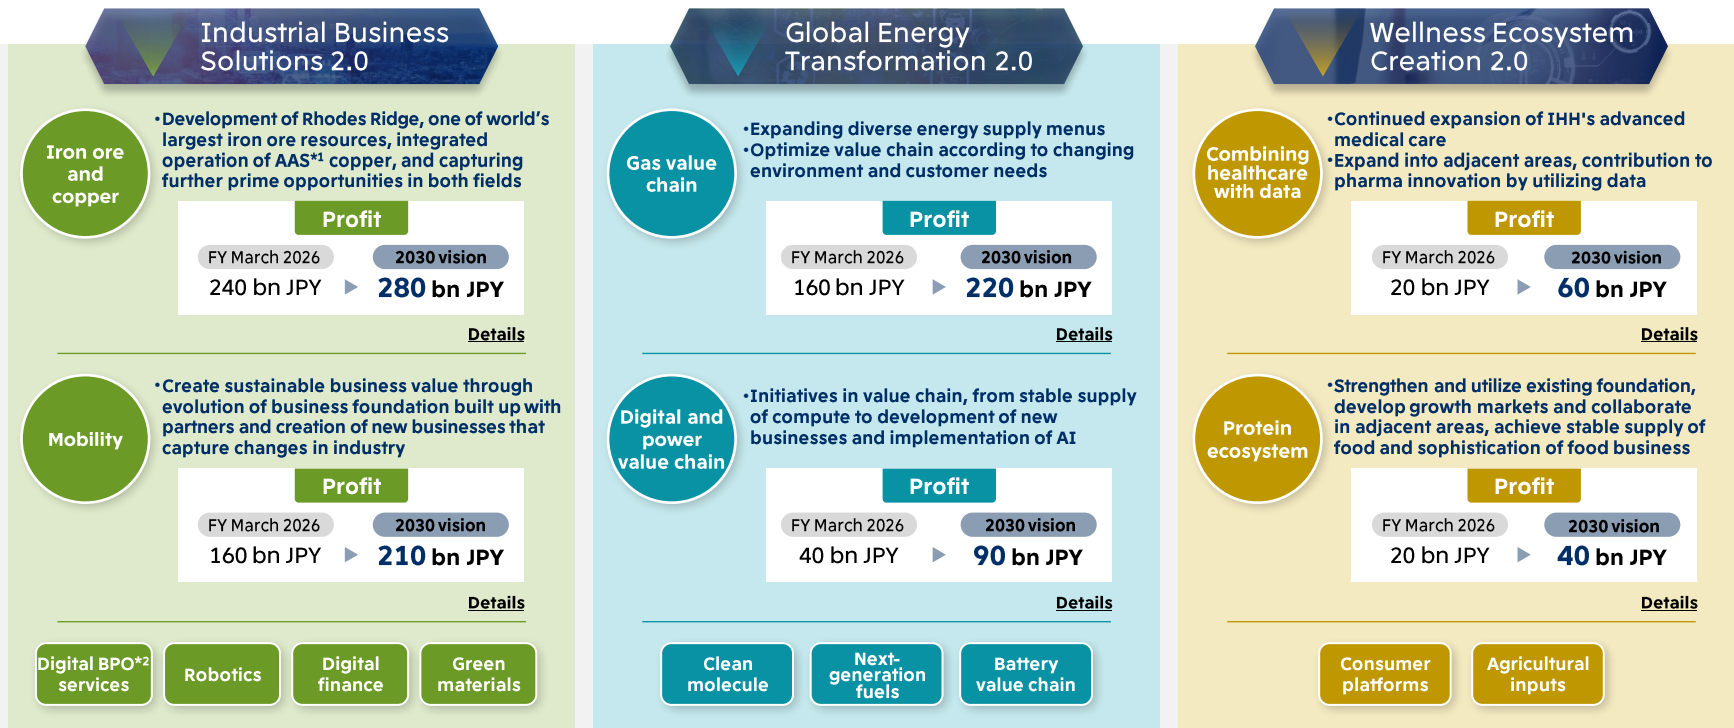 Industrial Business
Solutions 2.0
Iron ore
and
copper
・Development of Rhodes Ridge, one of world's
largest iron ore resources, integrated
operation of AAS*1 copper, and capturing
further prime opportunities in both fields
Profit
FY March 2026
2030 vision
240 bn JPY
280 bn JPY
Details
Mobility
・Create sustainable business value through
evolution of business foundation built up with
partners and creation of new businesses that
capture changes in industry
Profit
FY March 2026
2030 vision
160 bn JPY
210 bn JPY
Details
Digital BPO*2
services
Robotics
Digital
finance
Green
materials
Global Energy
Transformation 2.0
Gas value
chain
・Expanding diverse energy supply menus
・Optimize value chain according to changing
environment and customer needs
Profit
FY March 2026
2030 vision
160 bn JPY
220 bn JPY
Details
Digital and
power
value chain
・Initiatives in value chain, from stable supply
of compute to development of new
businesses and implementation of AI
Profit
FY March 2026
2030 vision
40 bn JPY
90 bn JPY
Details
Clean
molecule
Next-
generation
fuels
Battery
value chain
Wellness Ecosystem
Creation 2.0
Combining
healthcare
with data
・Continued expansion of IHH's advanced
medical care
・Expand into adjacent areas, contribution to
pharma innovation by utilizing data
Profit
FY March 2026
2030 vision
20 bn JPY
60 bn JPY
Details
Protein
ecosystem
・Strengthen and utilize existing foundation,
develop growth markets and collaborate
in adjacent areas, achieve stable supply of
food and sophistication of food business
Profit
FY March 2026
2030 vision
20 bn JPY
40 bn JPY
Details
Consumer
platforms
Agricultural
inputs